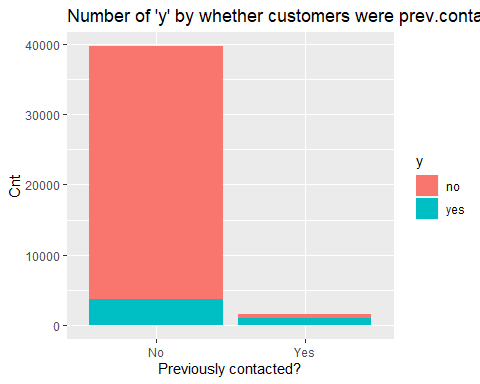 Number of 'y' by whether customers were prev.conta
40000
30000
20000
10000
0
Cnt
No
Yes
Previously contacted?
y
no
yes